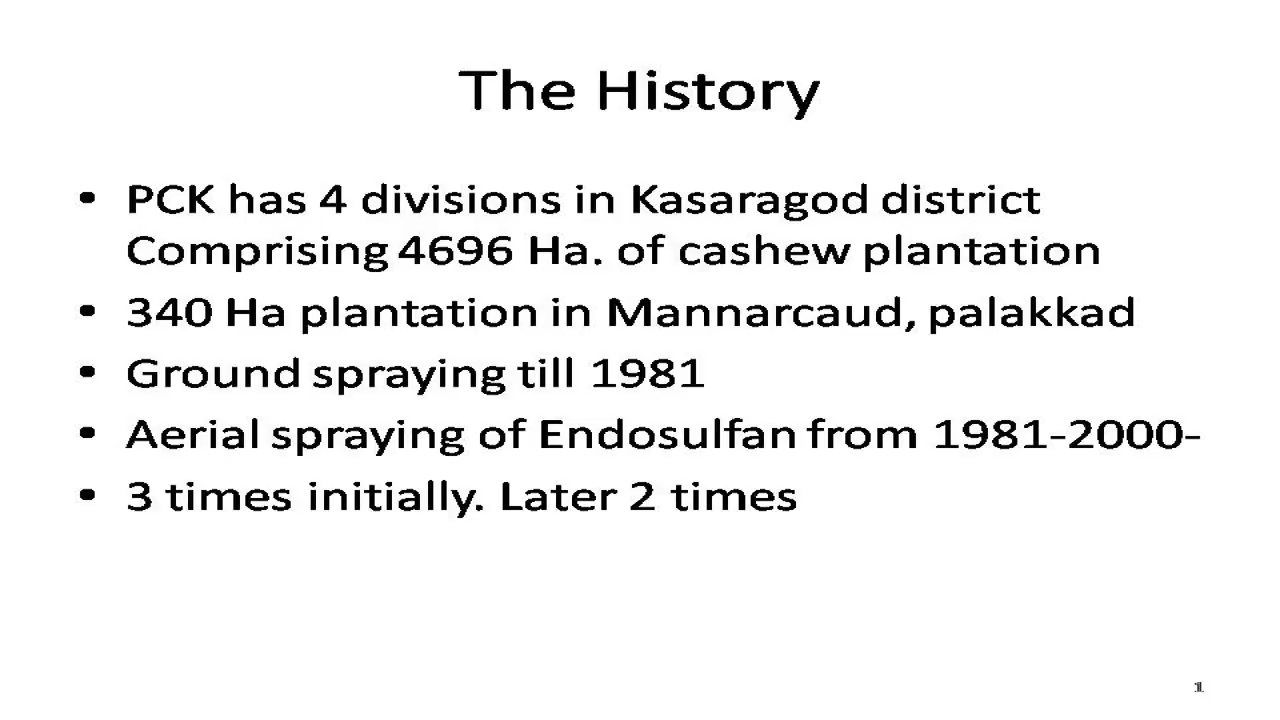 The History
• PCK has 4 divisions in Kasaragod district
Comprising 4696 Ha. of cashew plantation
• 340 Ha plantation in Mannarcaud, palakkad
• Ground spraying till 1981
• Aerial spraying of Endosulfan from 1981-2000-
• 3 times initially. Later 2 times
1